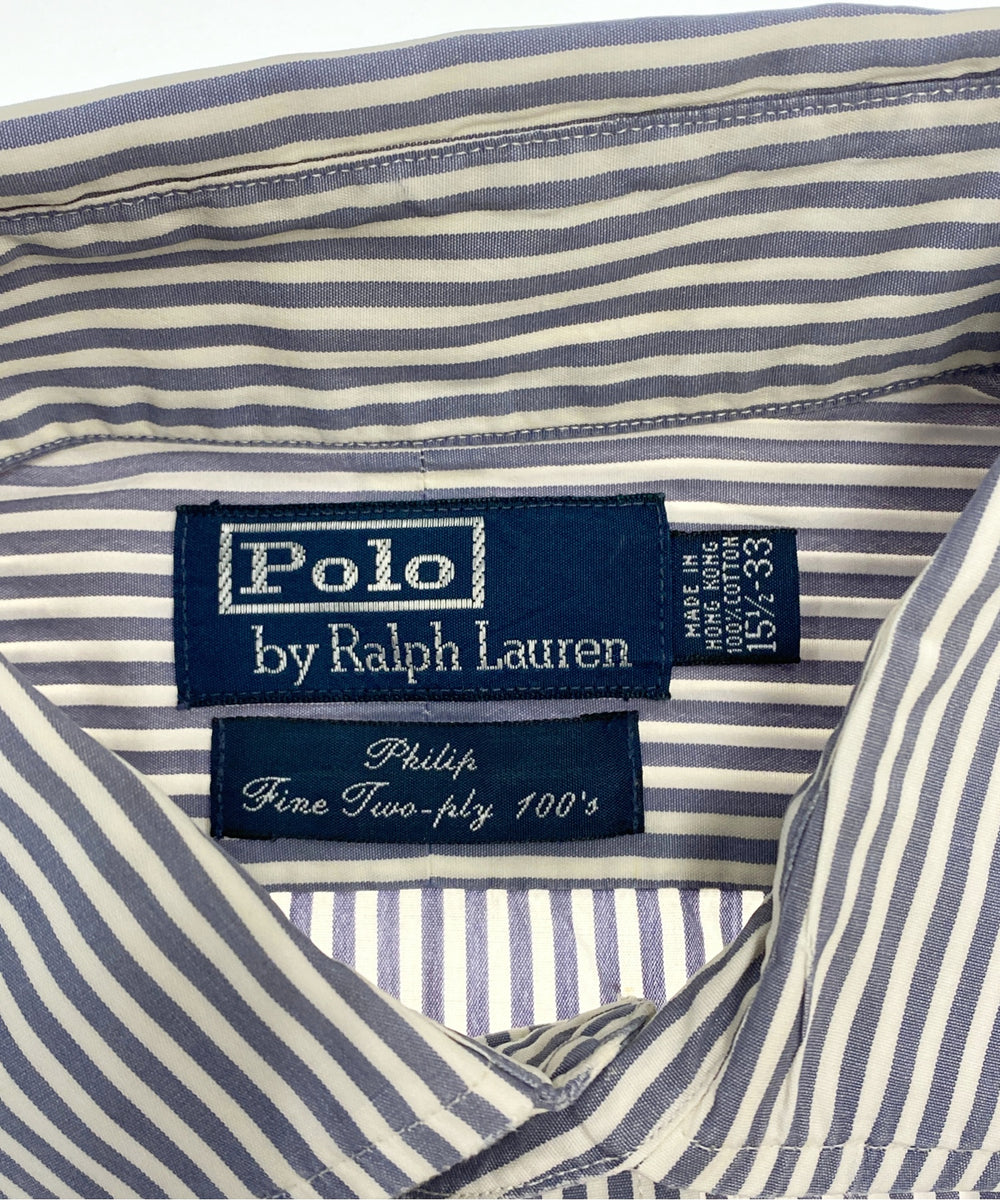 Polo
by Ralph Lauren
MADE IN
HONG KONG
100% COTTON
15½-33
Philip
Fine Two-ply 100's